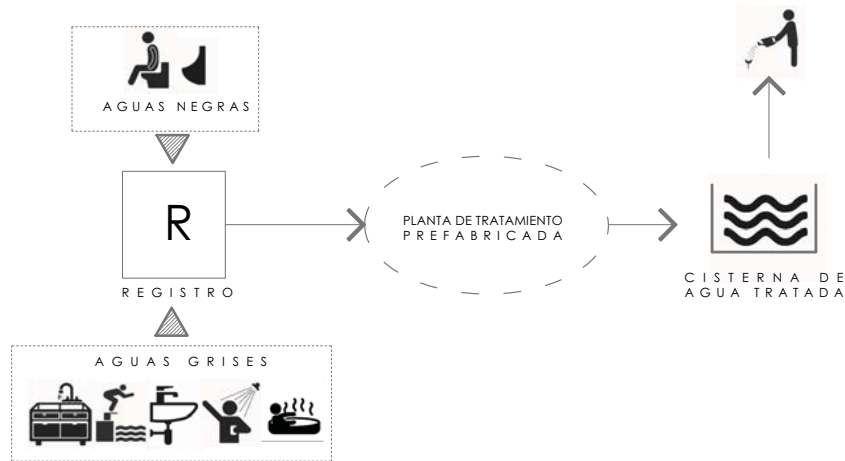 AGUAS NEGRAS
R
REGISTRO
AGUAS GRISES
PLANTA DE TRATAMIENTO
PREFABRICADA
CISTERNA DE
AGUA TRATADA